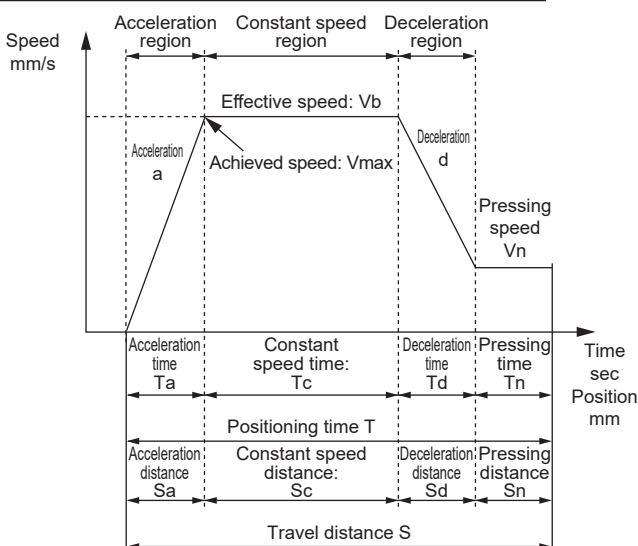 Speed
mm/s
Acceleration
region
Constant speed
region
Deceleration
region
Effective speed: Vb
Acceleration
a
Achieved speed: Vmax
Deceleration
d
Pressing
speed
Vn
Acceleration
time
Ta
Constant
speed time:
Tc
Deceleration
time
Td
Pressing
time
Tn
Time
sec
Position
mm
Positioning time T
Acceleration
distance
Sa
Constant speed
distance:
Sc
Deceleration
distance
Sd
Pressing
distance
Sn
Travel distance S